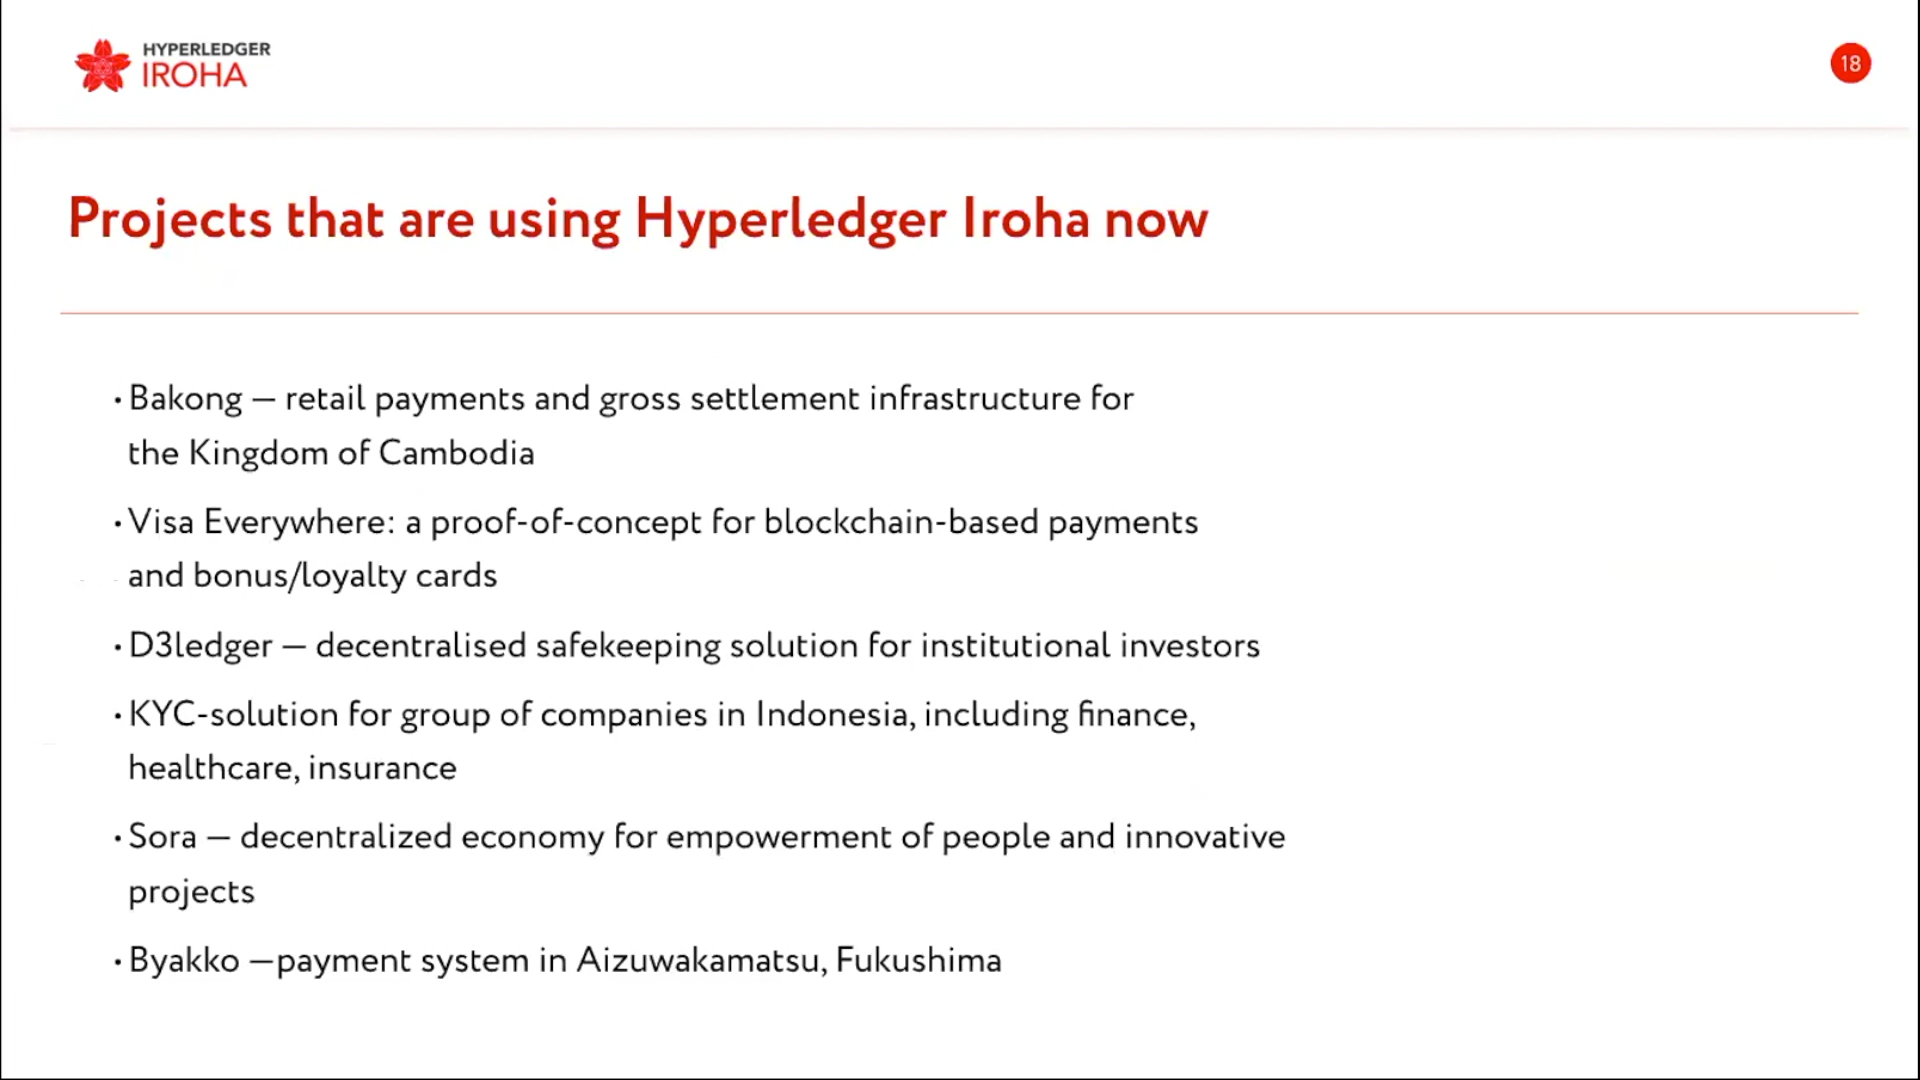 HYPERLEDGER
IROHA
18
Projects that are using Hyperledger Iroha now
• Bakong — retail payments and gross settlement infrastructure for
the Kingdom of Cambodia
• Visa Everywhere: a proof-of-concept for blockchain-based payments
and bonus/loyalty cards
• D3ledger — decentralised safekeeping solution for institutional investors
• KYC-solution for group of companies in Indonesia, including finance,
healthcare, insurance
• Sora — decentralized economy for empowerment of people and innovative
projects
• Byakko —payment system in Aizuwakamatsu, Fukushima